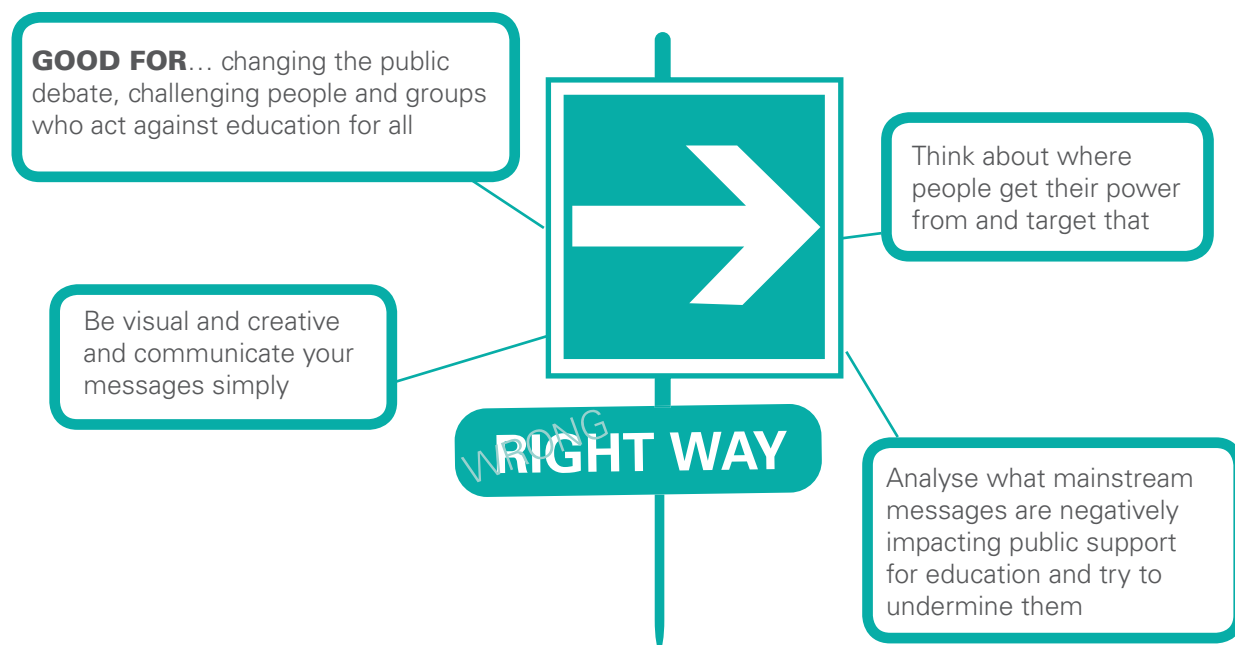 GOOD FOR… changing the public
debate, challenging people and groups
who act against education for all
Think about where
people get their power
from and target that
Be visual and creative
and communicate your
messages simply
WRONG
RIGHT WAY
Analyse what mainstream
messages are negatively
impacting public support
for education and try to
undermine them